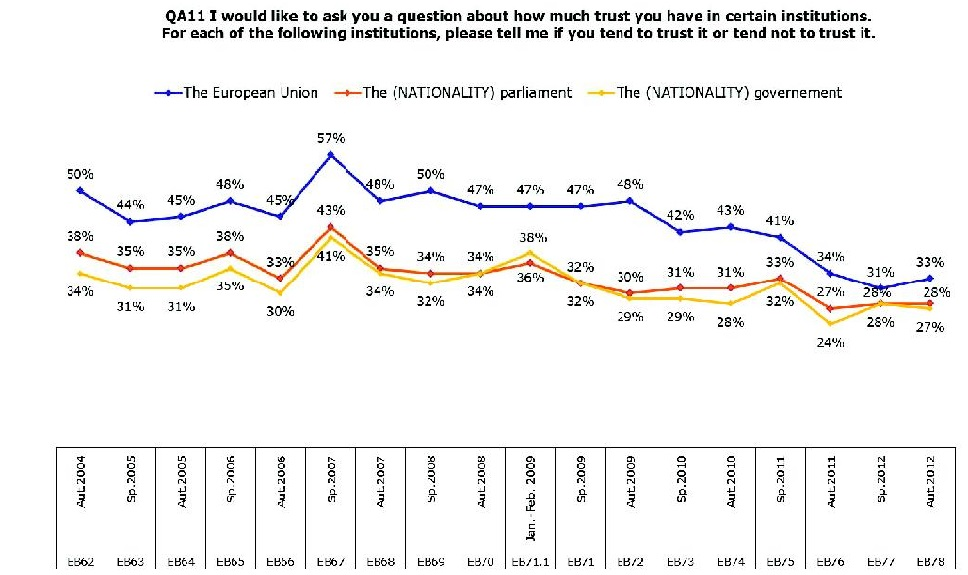 QA11 I would like to ask you a question about how much trust you have in certain institutions.
For each of the following institutions, please tell me if you tend to trust it or tend not to trust it.
The European Union The (NATIONALITY) parliament The (NATIONALITY) governement
50% 44% 45% 48% 45% 57% 48% 50% 47% 47% 47% 48% 42% 43% 41% 34% 31% 33%
38% 35% 35% 38% 33% 43% 35% 34% 34% 36% 32% 30% 31% 31% 33% 27% 28% 28%
34% 31% 31% 35% 30% 41% 34% 32% 34% 38% 32% 29% 29% 28% 32% 24% 28% 27%
Aut.2004 Sp.2005 Aut.2005 Sp.2006 Aut.2006 Sp.2007 Aut.2007 Sp.2008 Aut.2008 Jan.-Feb. 2009 Sp.2009 Aut.2009 Sp.2010 Aut.2010 Sp.2011 Aut.2011 Sp.2012 Aut.2012
EB62 EB63 EB64 EB65 EB66 EB67 EB68 EB69 EB70 EB71.1 EB71 EB72 EB73 EB74 EB75 EB76 EB77 EB78